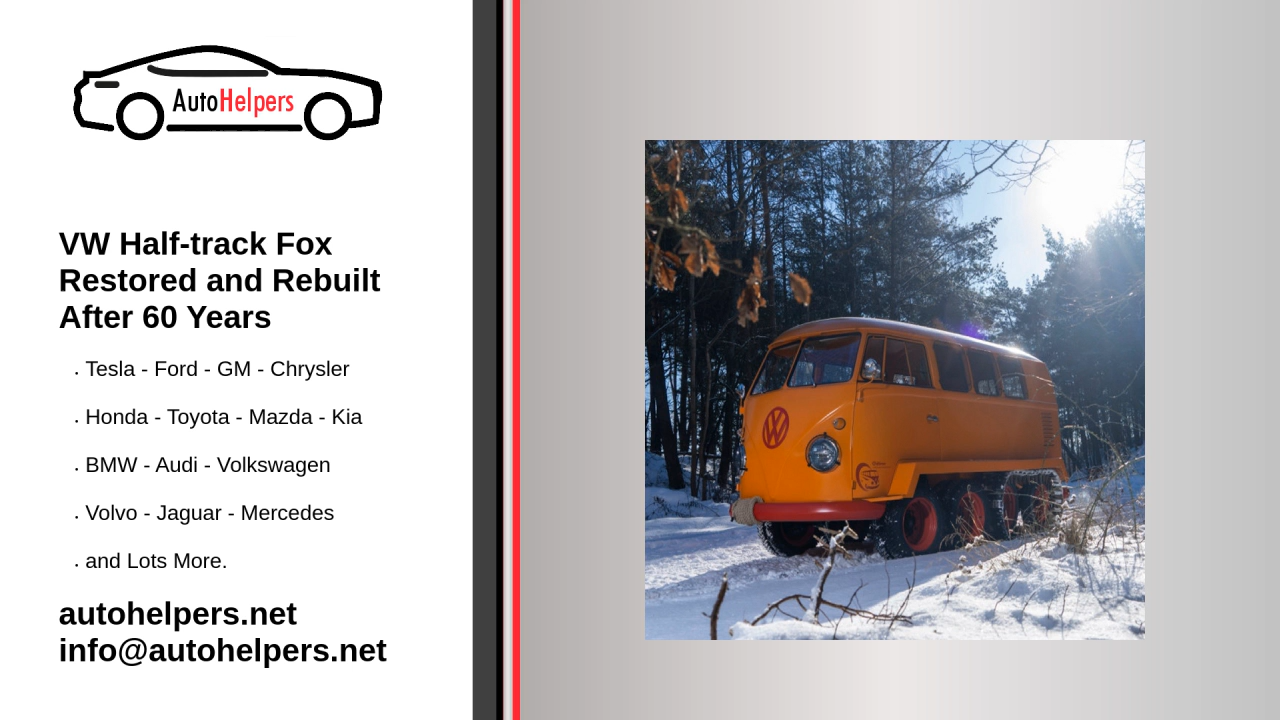 AutoHelpers
VW Half-track Fox
Restored and Rebuilt
After 60 Years
· Tesla - Ford - GM - Chrysler
· Honda - Toyota - Mazda - Kia
· BMW - Audi - Volkswagen
· Volvo - Jaguar - Mercedes
· and Lots More.
autohelpers.net
info@autohelpers.net
VW